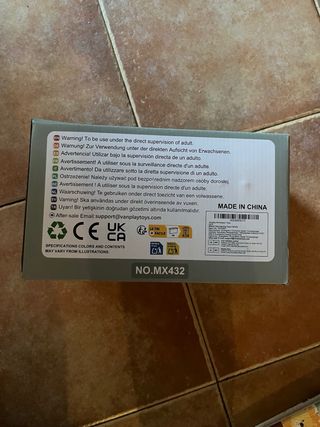 Warning! To be use under the direct supervision of adult.
Warnung! Zur Verwendung unter der direkten Aufsicht von Erwachsenen.
Advertencia! Utilizar bajo la supervisión directa de un adulto.
Avertissement! A utiliser sous la surveillance directe d'un adulte.
Avvertimento! Da utilizzare sotto la diretta supervisione di un adulto.
Ostrzeżenie! Należy używać pod bezpośrednim nadzorem osoby dorosłej.
Avertissement ! A utiliser sous la surveillance directe d'un adulte.
Waarschuwing! Te gebruiken onder direct toezicht van een volwassene.
Varning! Ska användas under direkt överinseende av vuxen.
Uyarı! Bir yetişkinin doğrudan gözetimi altında kullanılmalıdır.
After-sale Email:support@vanplaytoys.com
MADE IN CHINA
CE UK CA
SPECIFICATIONS COLORS AND CONTENTS
MAY VARY FROM ILLUSTRATIONS
NO.MX432